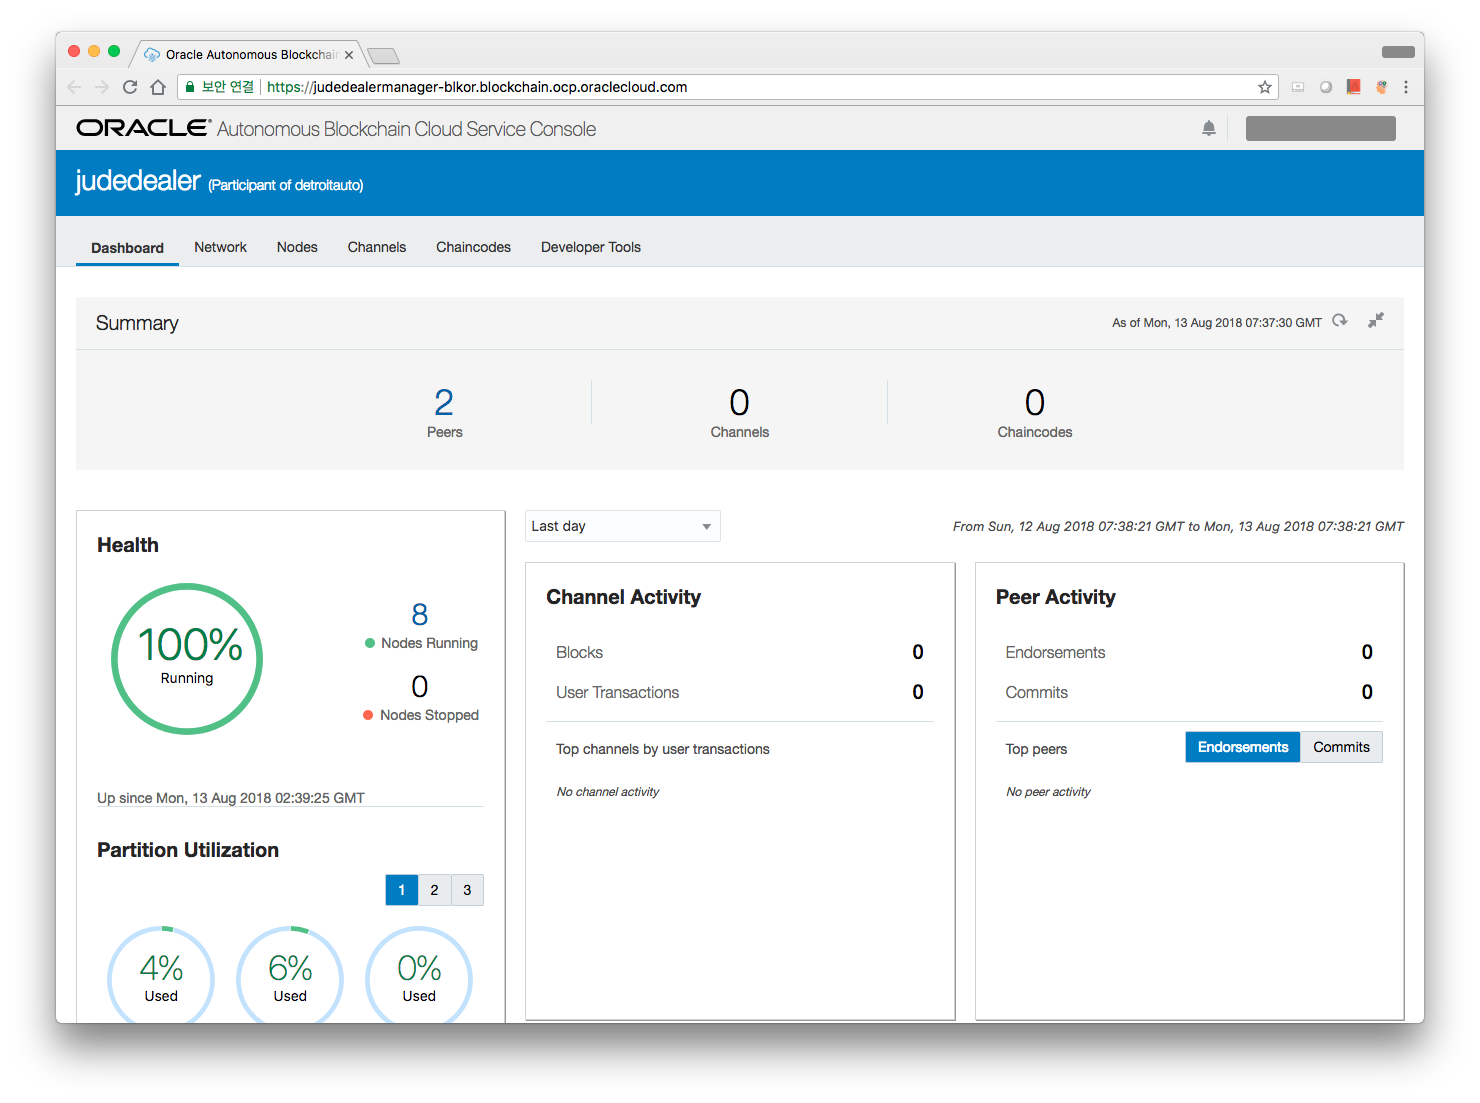 Oracle Autonomous Blockchain
보안 연결 https://judedealermanager-blkor.blockchain.ocp.oraclecloud.com
ORACLE® Autonomous Blockchain Cloud Service Console
judedealer (Participant of detroitauto)
Dashboard Network Nodes Channels Chaincodes Developer Tools
Summary As of Mon, 13 Aug 2018 07:37:30 GMT
2 0 0
Peers Channels Chaincodes
Last day From Sun, 12 Aug 2018 07:38:21 GMT to Mon, 13 Aug 2018 07:38:21 GMT
Health
100%
Running
8
Nodes Running
0
Nodes Stopped
Up since Mon, 13 Aug 2018 02:39:25 GMT
Partition Utilization
1 2 3
4% 6% 0%
Used Used Used
Channel Activity
Blocks 0
User Transactions 0
Top channels by user transactions
No channel activity
Peer Activity
Endorsements 0
Commits 0
Top peers Endorsements Commits
No peer activity